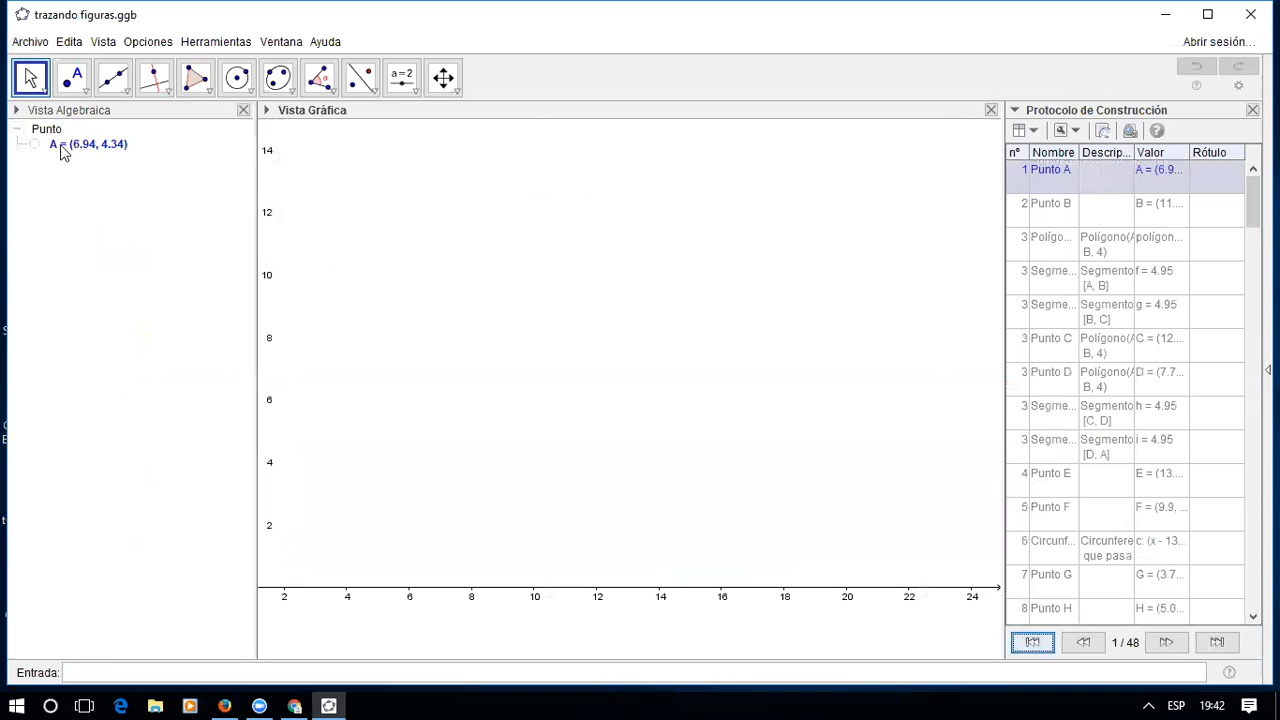 trazando figuras.ggb
Archivo Edita Vista Opciones Herramientas Ventana Ayuda Abrir sesión...
A α a=2
Vista Algebraica Vista Gráfica Protocolo de Construcción
Punto
A = (6.94, 4.34)
14
12
10
8
6
4
2
2 4 6 8 10 12 14 16 18 20 22 24
nº Nombre Descrip... Valor Rótulo
1 Punto A A = (6.9...
2 Punto B B = (11....
3 Polígo... Polígono(A polígon...
B, 4)
3 Segme... Segmento f = 4.95
[A, B]
3 Segme... Segmento g = 4.95
[B, C]
3 Punto C Polígono(A C = (12....
B, 4)
3 Punto D Polígono(A D = (7.7...
B, 4)
3 Segme... Segmento h = 4.95
[C, D]
3 Segme... Segmento i = 4.95
[D, A]
4 Punto E E = (13....
5 Punto F F = (9.9, ...
6 Circunf... Circunfere c: (x - 13...
que pasa
7 Punto G G = (3.7...
8 Punto H H = (5.0...
1 / 48
Entrada:
ESP 19:42